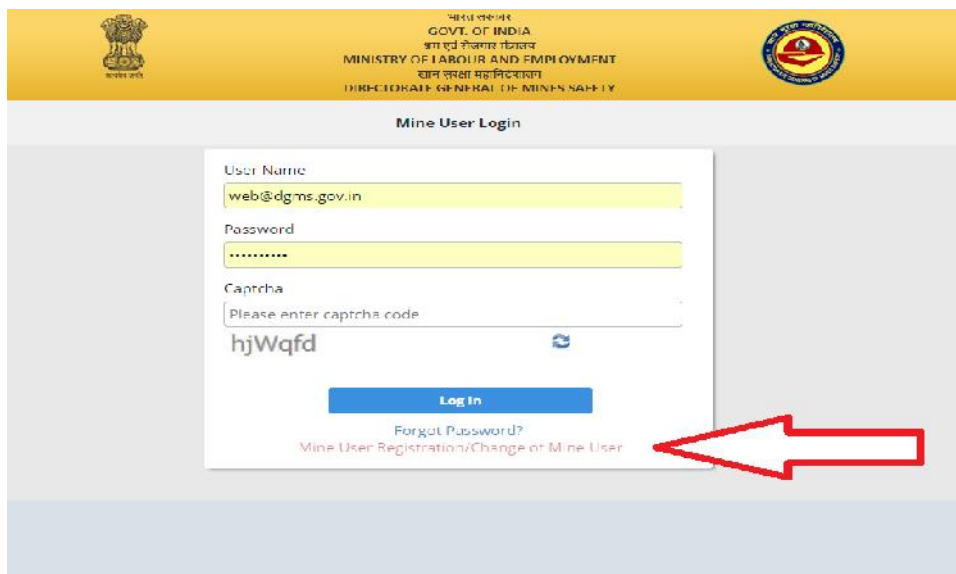 भारत सरकार
GOVT. OF INDIA
श्रम एवं रोजगार मंत्रालय
MINISTRY OF LABOUR AND EMPLOYMENT
खान सुरक्षा महानिदेशालय
DIRECTORATE GENERAL OF MINES SAFETY
Mine User Login
User Name
web@dgms.gov.in
Password
Captcha
Please enter captcha code
hjWqfd
Log In
Forgot Password?
Mine User Registration/Change of Mine User